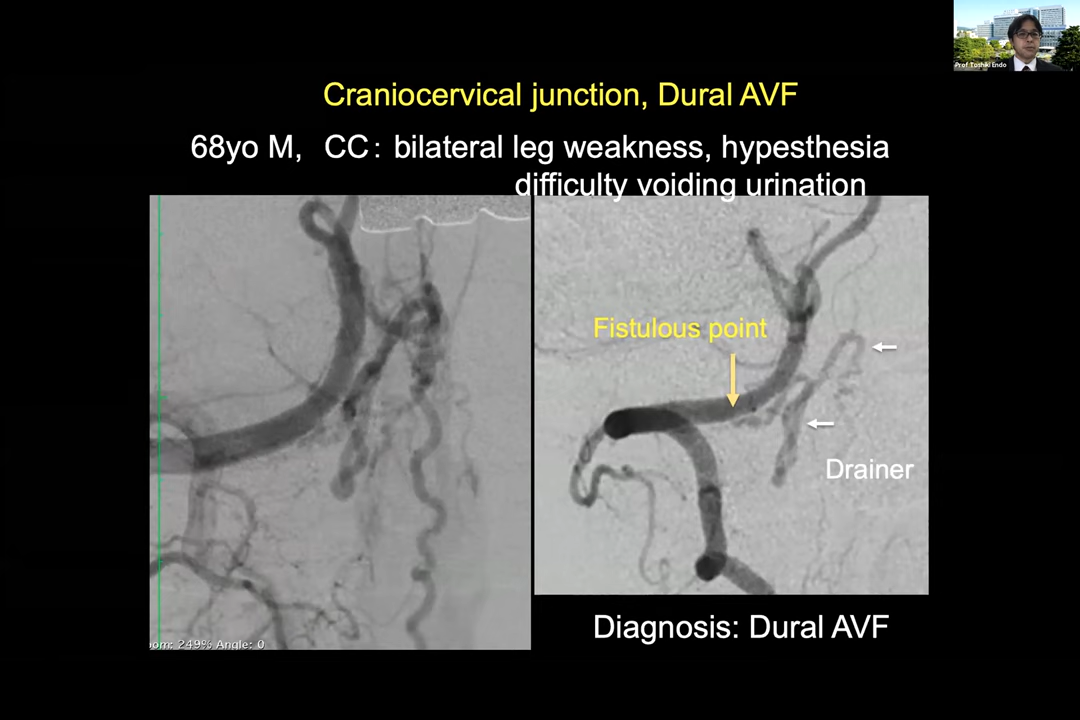 Prof Toshiki Endo
Craniocervical junction, Dural AVF
68yo M, CC: bilateral leg weakness, hypesthesia
difficulty voiding urination
Fistulous point
Drainer
oom: 249% Angle: 0
Diagnosis: Dural AVF